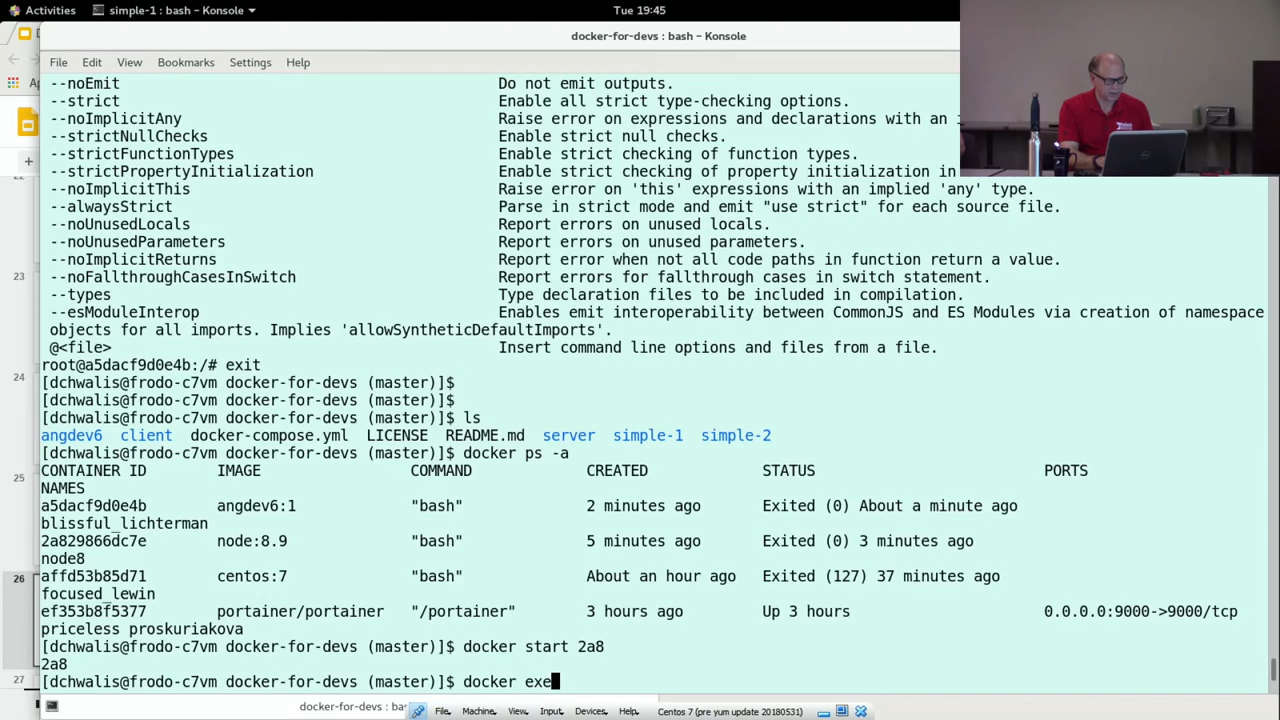 Activities simple-1 : bash - Konsole Tue 19:45
docker-for-devs : bash - Konsole
File Edit View Bookmarks Settings Help
--noEmit Do not emit outputs.
--strict Enable all strict type-checking options.
--noImplicitAny Raise error on expressions and declarations with an
--strictNullChecks Enable strict null checks.
--strictFunctionTypes Enable strict checking of function types.
--strictPropertyInitialization Enable strict checking of property initialization in
--noImplicitThis Raise error on 'this' expressions with an implied 'any' type.
--alwaysStrict Parse in strict mode and emit "use strict" for each source file.
--noUnusedLocals Report errors on unused locals.
--noUnusedParameters Report errors on unused parameters.
--noImplicitReturns Report error when not all code paths in function return a value.
--noFallthroughCasesInSwitch Report errors for fallthrough cases in switch statement.
--types Type declaration files to be included in compilation.
--esModuleInterop Enables emit interoperability between CommonJS and ES Modules via creation of namespace
objects for all imports. Implies 'allowSyntheticDefaultImports'.
@<file> Insert command line options and files from a file.
root@a5dacf9d0e4b:/# exit
[dchwalis@frodo-c7vm docker-for-devs (master)]$
[dchwalis@frodo-c7vm docker-for-devs (master)]$
[dchwalis@frodo-c7vm docker-for-devs (master)]$ ls
angdev6 client docker-compose.yml LICENSE README.md server simple-1 simple-2
[dchwalis@frodo-c7vm docker-for-devs (master)]$ docker ps -a
CONTAINER ID IMAGE COMMAND CREATED STATUS PORTS
NAMES
a5dacf9d0e4b angdev6:1 "bash" 2 minutes ago Exited (0) About a minute ago
blissful_lichterman
2a829866dc7e node:8.9 "bash" 5 minutes ago Exited (0) 3 minutes ago
node8
affd53b85d71 centos:7 "bash" About an hour ago Exited (127) 37 minutes ago
focused_lewin
ef353b8f5377 portainer/portainer "/portainer" 3 hours ago Up 3 hours 0.0.0.0:9000->9000/tcp
priceless_proskuriakova
[dchwalis@frodo-c7vm docker-for-devs (master)]$ docker start 2a8
2a8
[dchwalis@frodo-c7vm docker-for-devs (master)]$ docker exe
23
24
25
26
27
docker-for-devs : bas
File Machine View Input Devices Help Centos 7 (pre yum update 20180531)